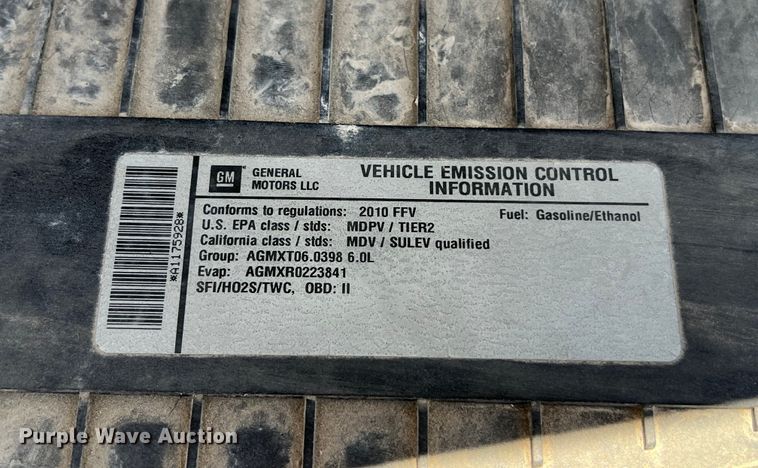 GM
GENERAL
MOTORS LLC
VEHICLE EMISSION CONTROL
INFORMATION
Conforms to regulations: 2010 FFV
Fuel: Gasoline/Ethanol
U.S. EPA class / stds: MDPV / TIER2
California class / stds: MDV / SULEV qualified
Group: AGMXT06.0398 6.0L
Evap: AGMXR0223841
SFI/HO2S/TWC, OBD: II
*A1175928*
Purple Wave Auction